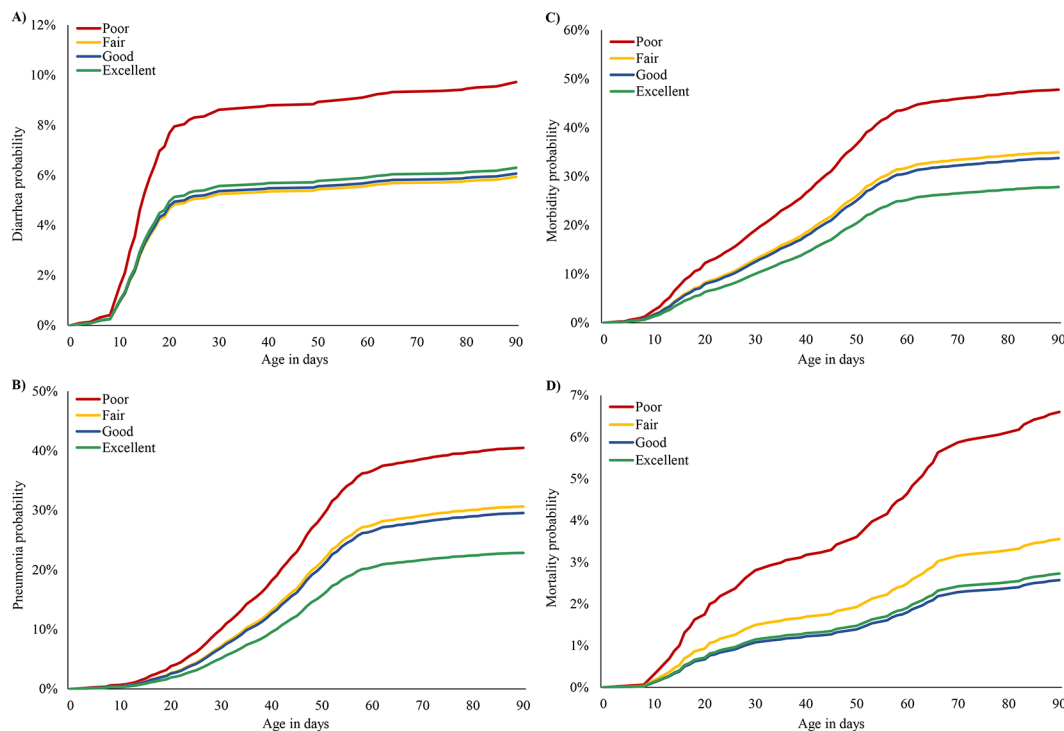 A)
Diarrhea probability
12%
10%
8%
6%
4%
2%
0%
Poor
Fair
Good
Excellent
0 10 20 30 40 50 60 70 80 90
Age in days
C)
Morbidity probability
60%
50%
40%
30%
20%
10%
0%
Poor
Fair
Good
Excellent
0 10 20 30 40 50 60 70 80 90
Age in days
B)
Pneumonia probability
50%
40%
30%
20%
10%
0%
Poor
Fair
Good
Excellent
0 10 20 30 40 50 60 70 80 90
Age in days
D)
Mortality probability
7%
6%
5%
4%
3%
2%
1%
0%
Poor
Fair
Good
Excellent
0 10 20 30 40 50 60 70 80 90
Age in days